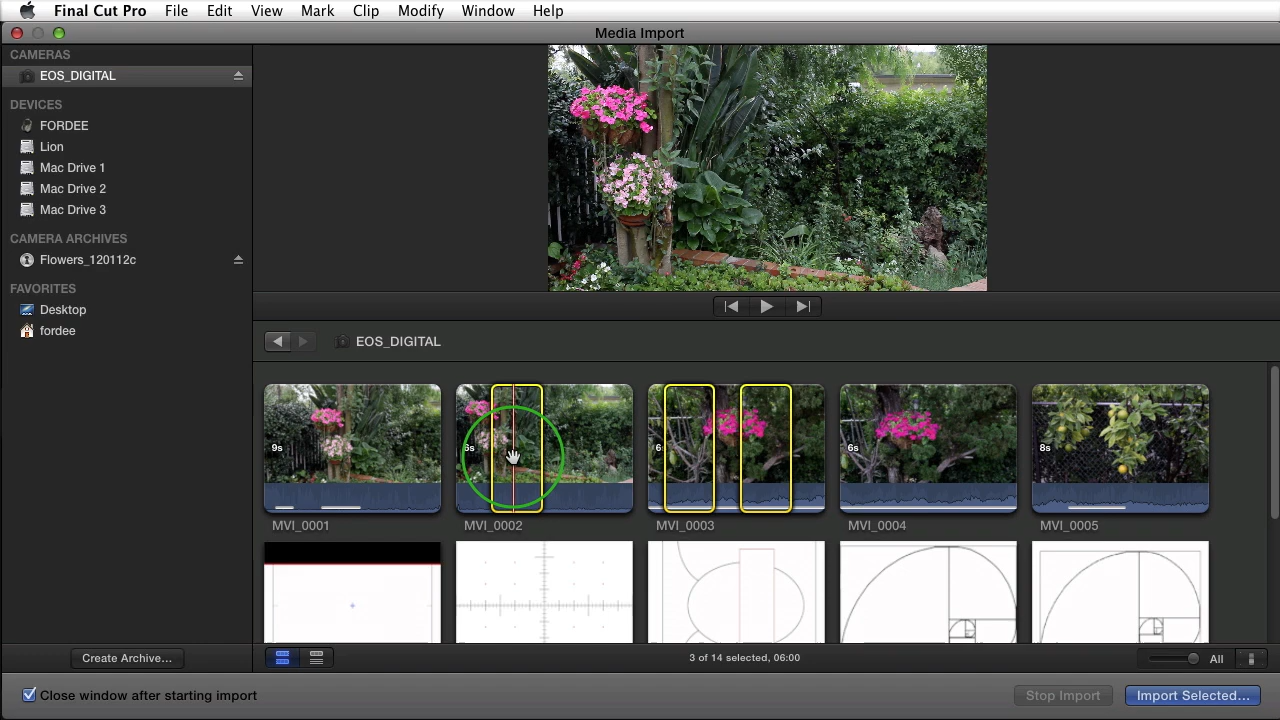 Final Cut Pro File Edit View Mark Clip Modify Window Help
Media Import
CAMERAS
EOS_DIGITAL
DEVICES
FORDEE
Lion
Mac Drive 1
Mac Drive 2
Mac Drive 3
CAMERA ARCHIVES
Flowers_120112c
FAVORITES
Desktop
fordee
EOS_DIGITAL
9s 6s 6 6s 8s
MVI_0001 MVI_0002 MVI_0003 MVI_0004 MVI_0005
Create Archive... 3 of 14 selected, 06:00 All
Close window after starting import Stop Import Import Selected...